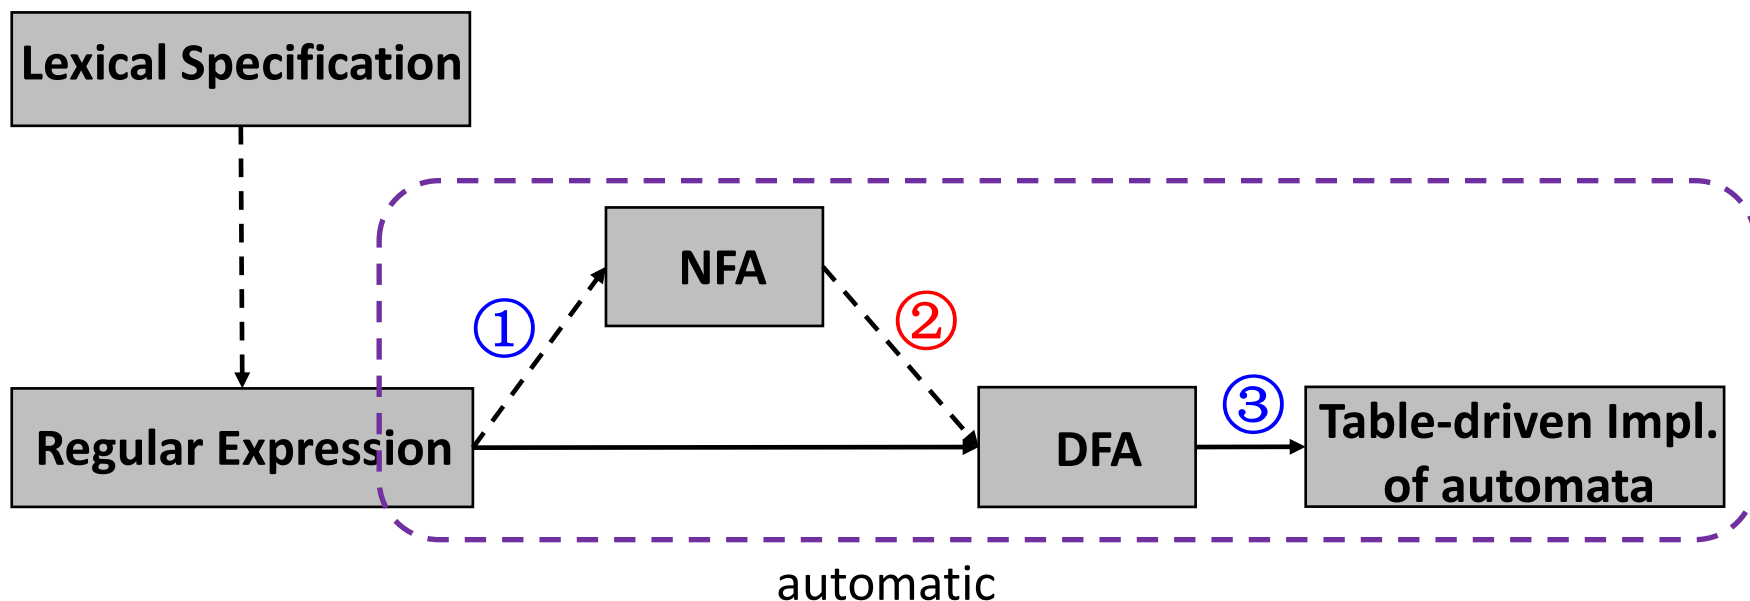 Lexical Specification
NFA
①
②
③
Regular Expression
DFA
Table-driven Impl.
of automata
automatic